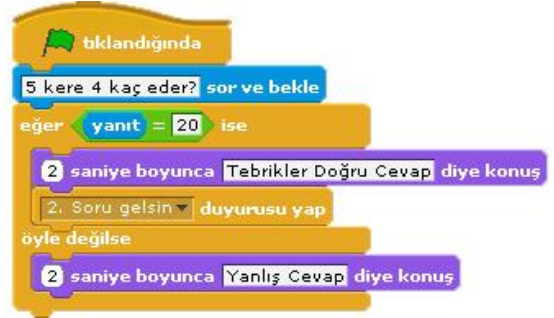 tıklandığında
5 kere 4 kaç eder? sor ve bekle
eğer yanıt = 20 ise
2 saniye boyunca Tebrikler Doğru Cevap diye konuş
2. Soru gelsin duyurusu yap
öyle değilse
2 saniye boyunca Yanlış Cevap diye konuş